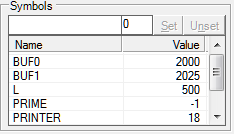 Symbols
0 Set Unset
Name Value
BUF0 2000
BUF1 2025
L 500
PRIME -1
PRINTER 18